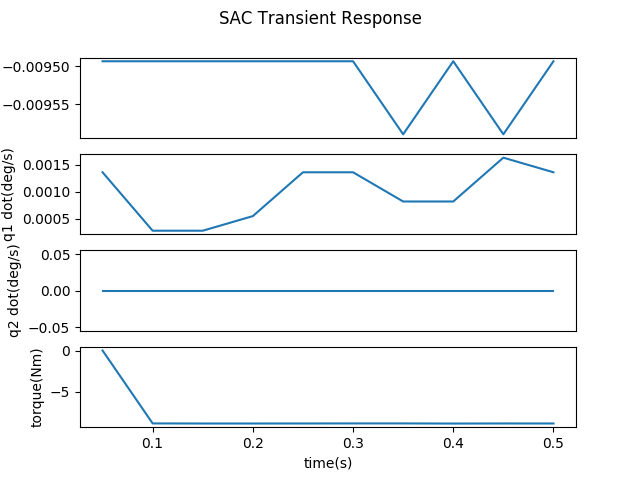 SAC Transient Response
−0.00950
−0.00955
0.0015
0.0010
0.0005
q1 dot(deg/s)
0.05
0.00
−0.05
q2 dot(deg/s)
0
−5
torque(Nm)
0.1 0.2 0.3 0.4 0.5
time(s)